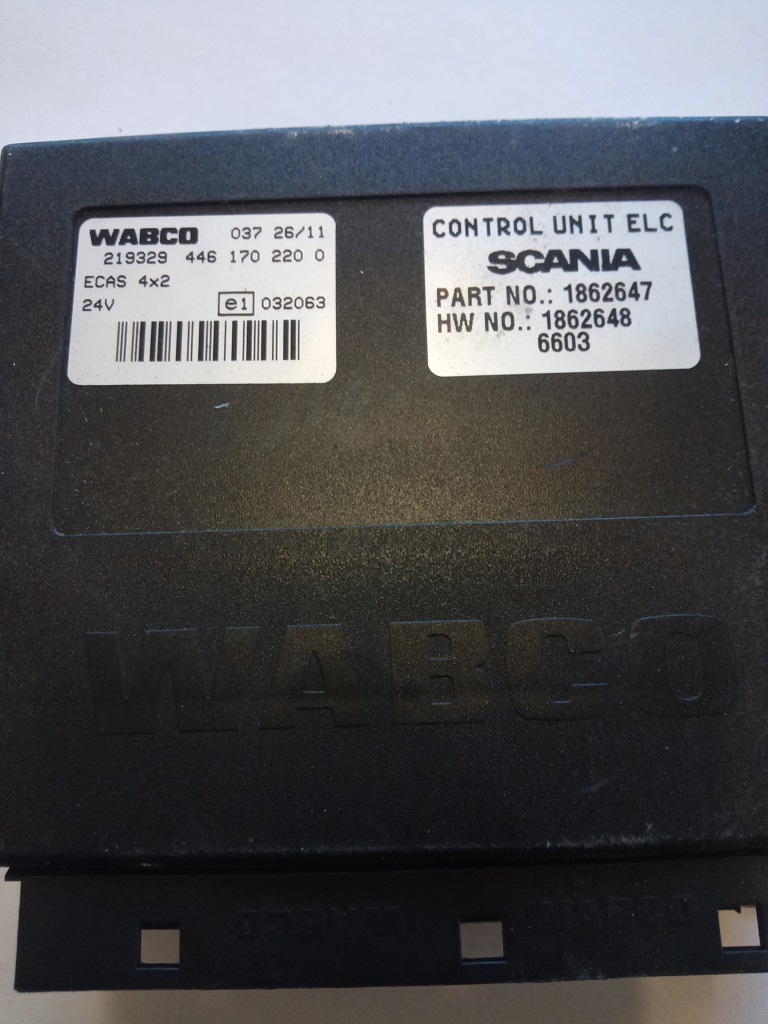 WABCO 037 26/11
219329 446 170 220 0
ECAS 4x2
24V e1 032063
CONTROL UNIT ELC
SCANIA
PART NO.: 1862647
HW NO.: 1862648
6603
WABCO